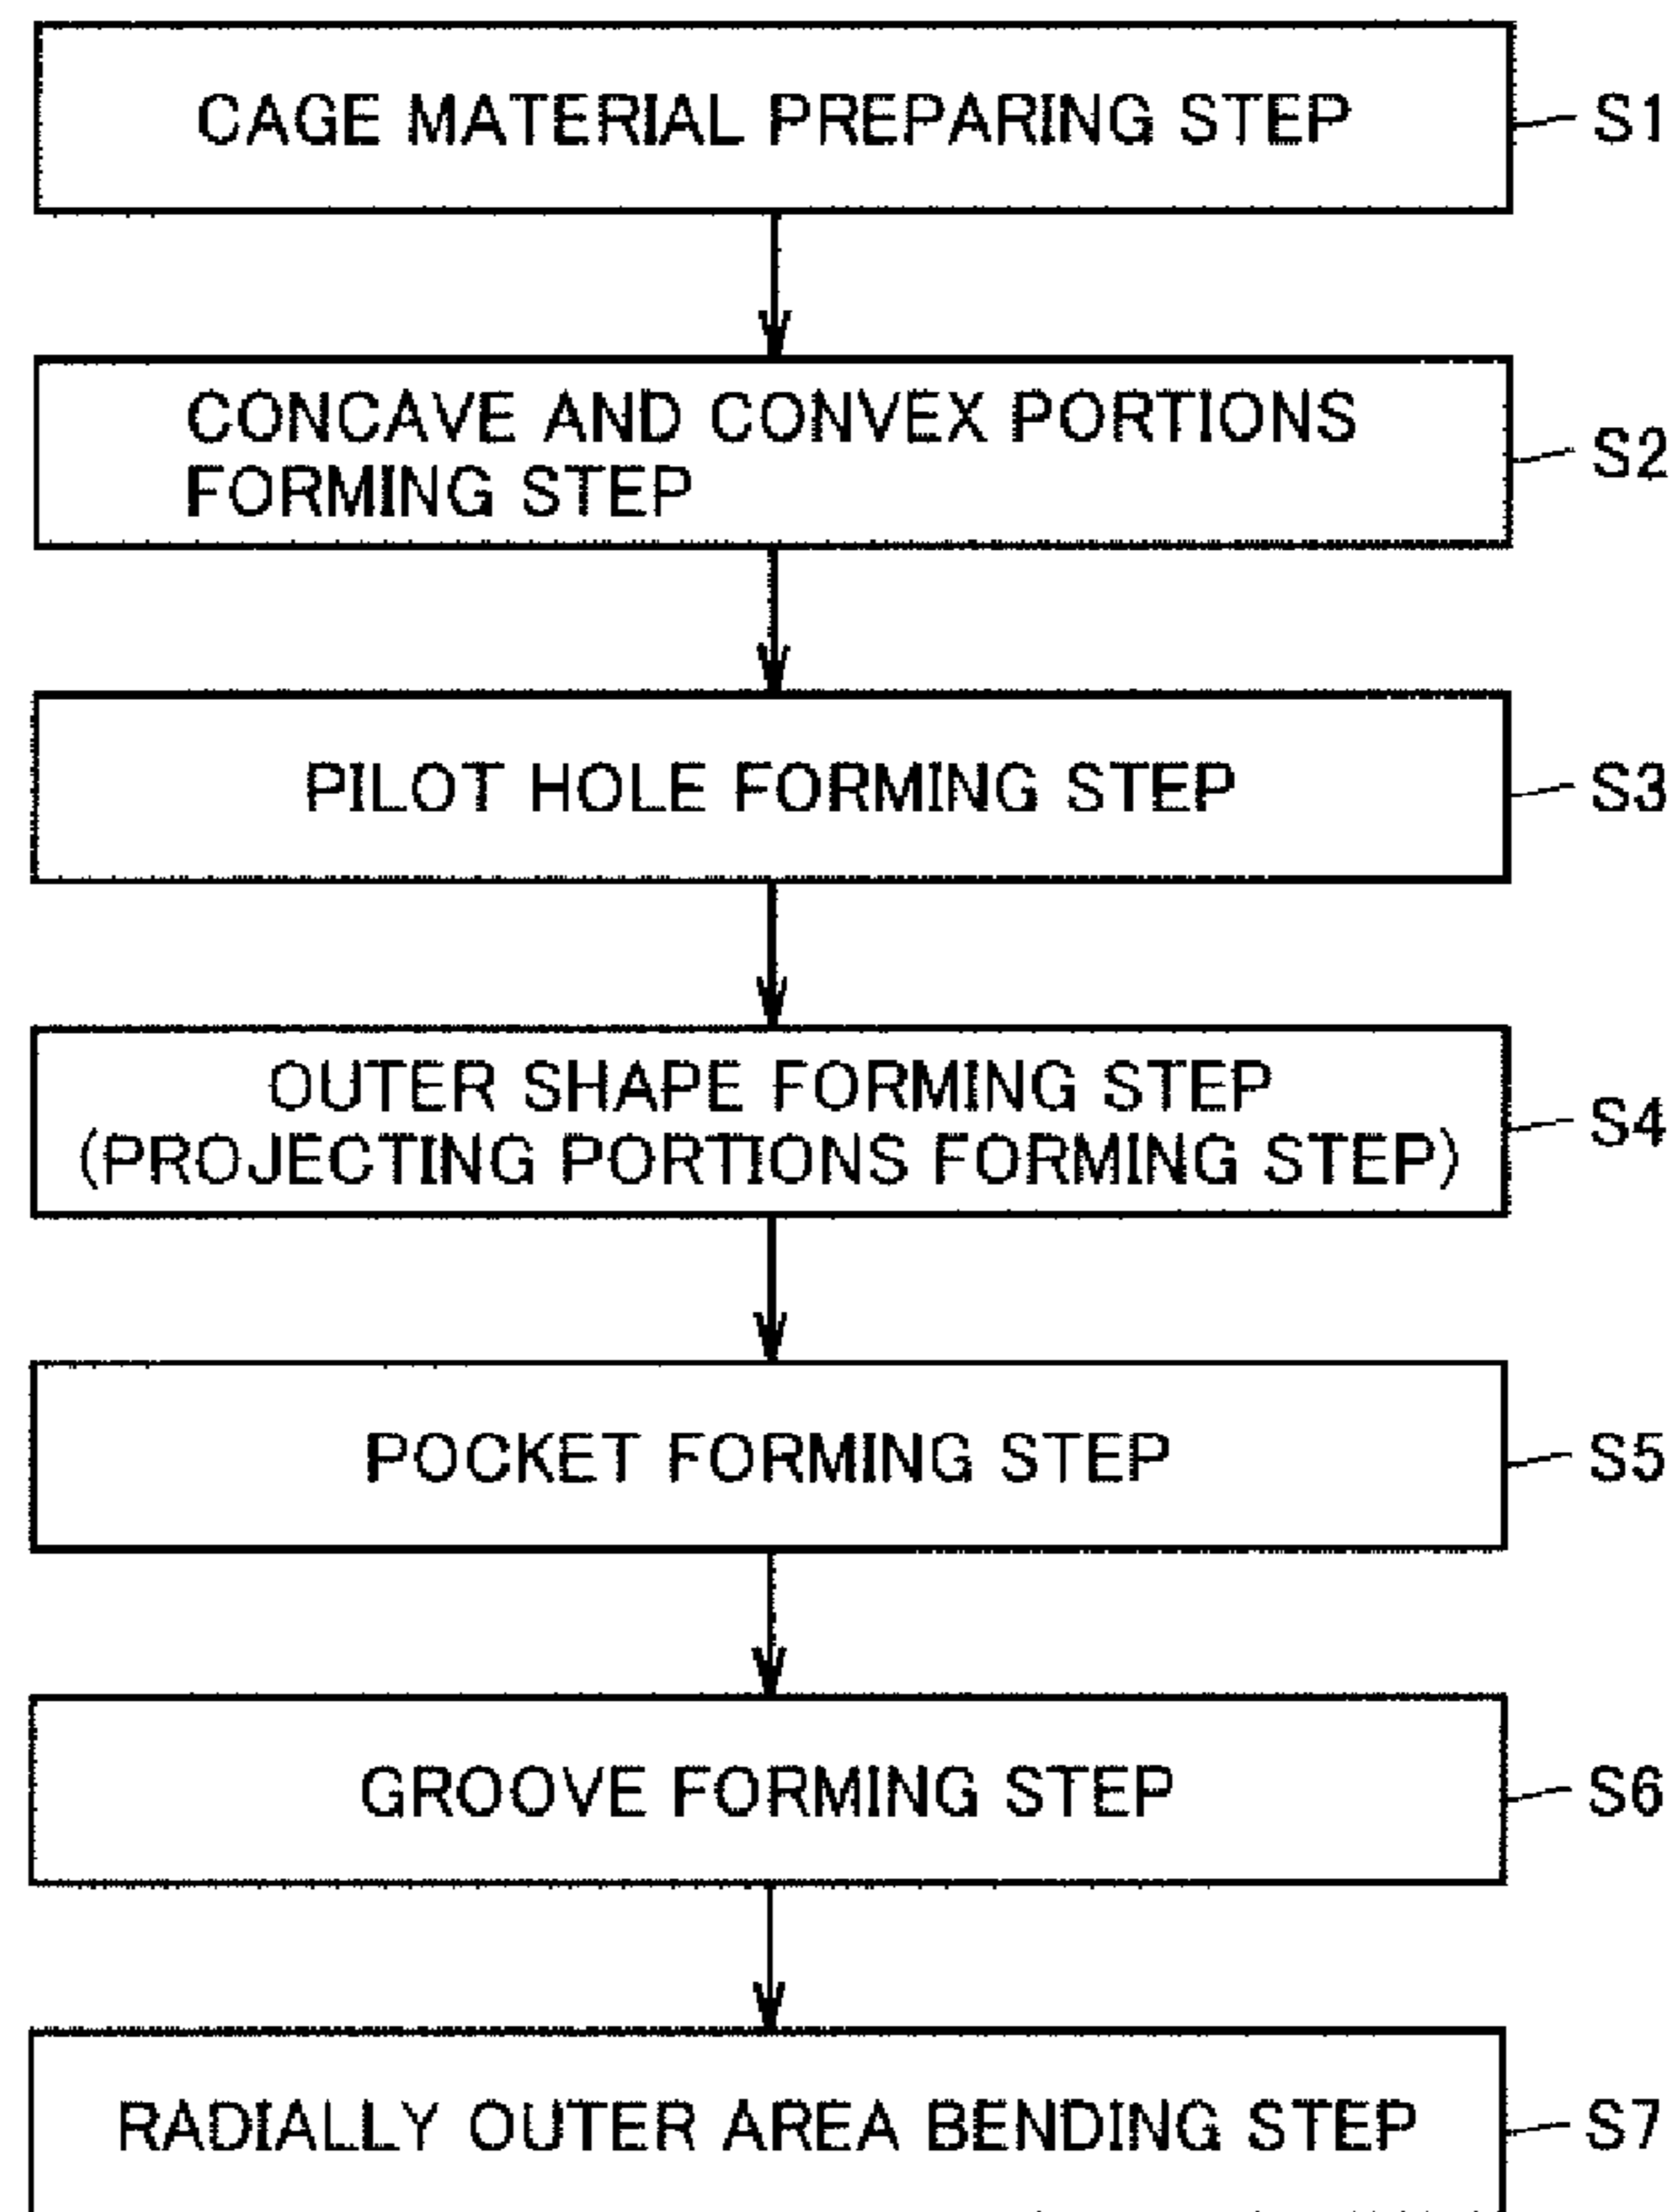 CAGE MATERIAL PREPARING STEP
S1
CONCAVE AND CONVEX PORTIONS
FORMING STEP
S2
PILOT HOLE FORMING STEP
S3
OUTER SHAPE FORMING STEP
(PROJECTING PORTIONS FORMING STEP)
S4
POCKET FORMING STEP
S5
GROOVE FORMING STEP
S6
RADIALLY OUTER AREA BENDING STEP
S7